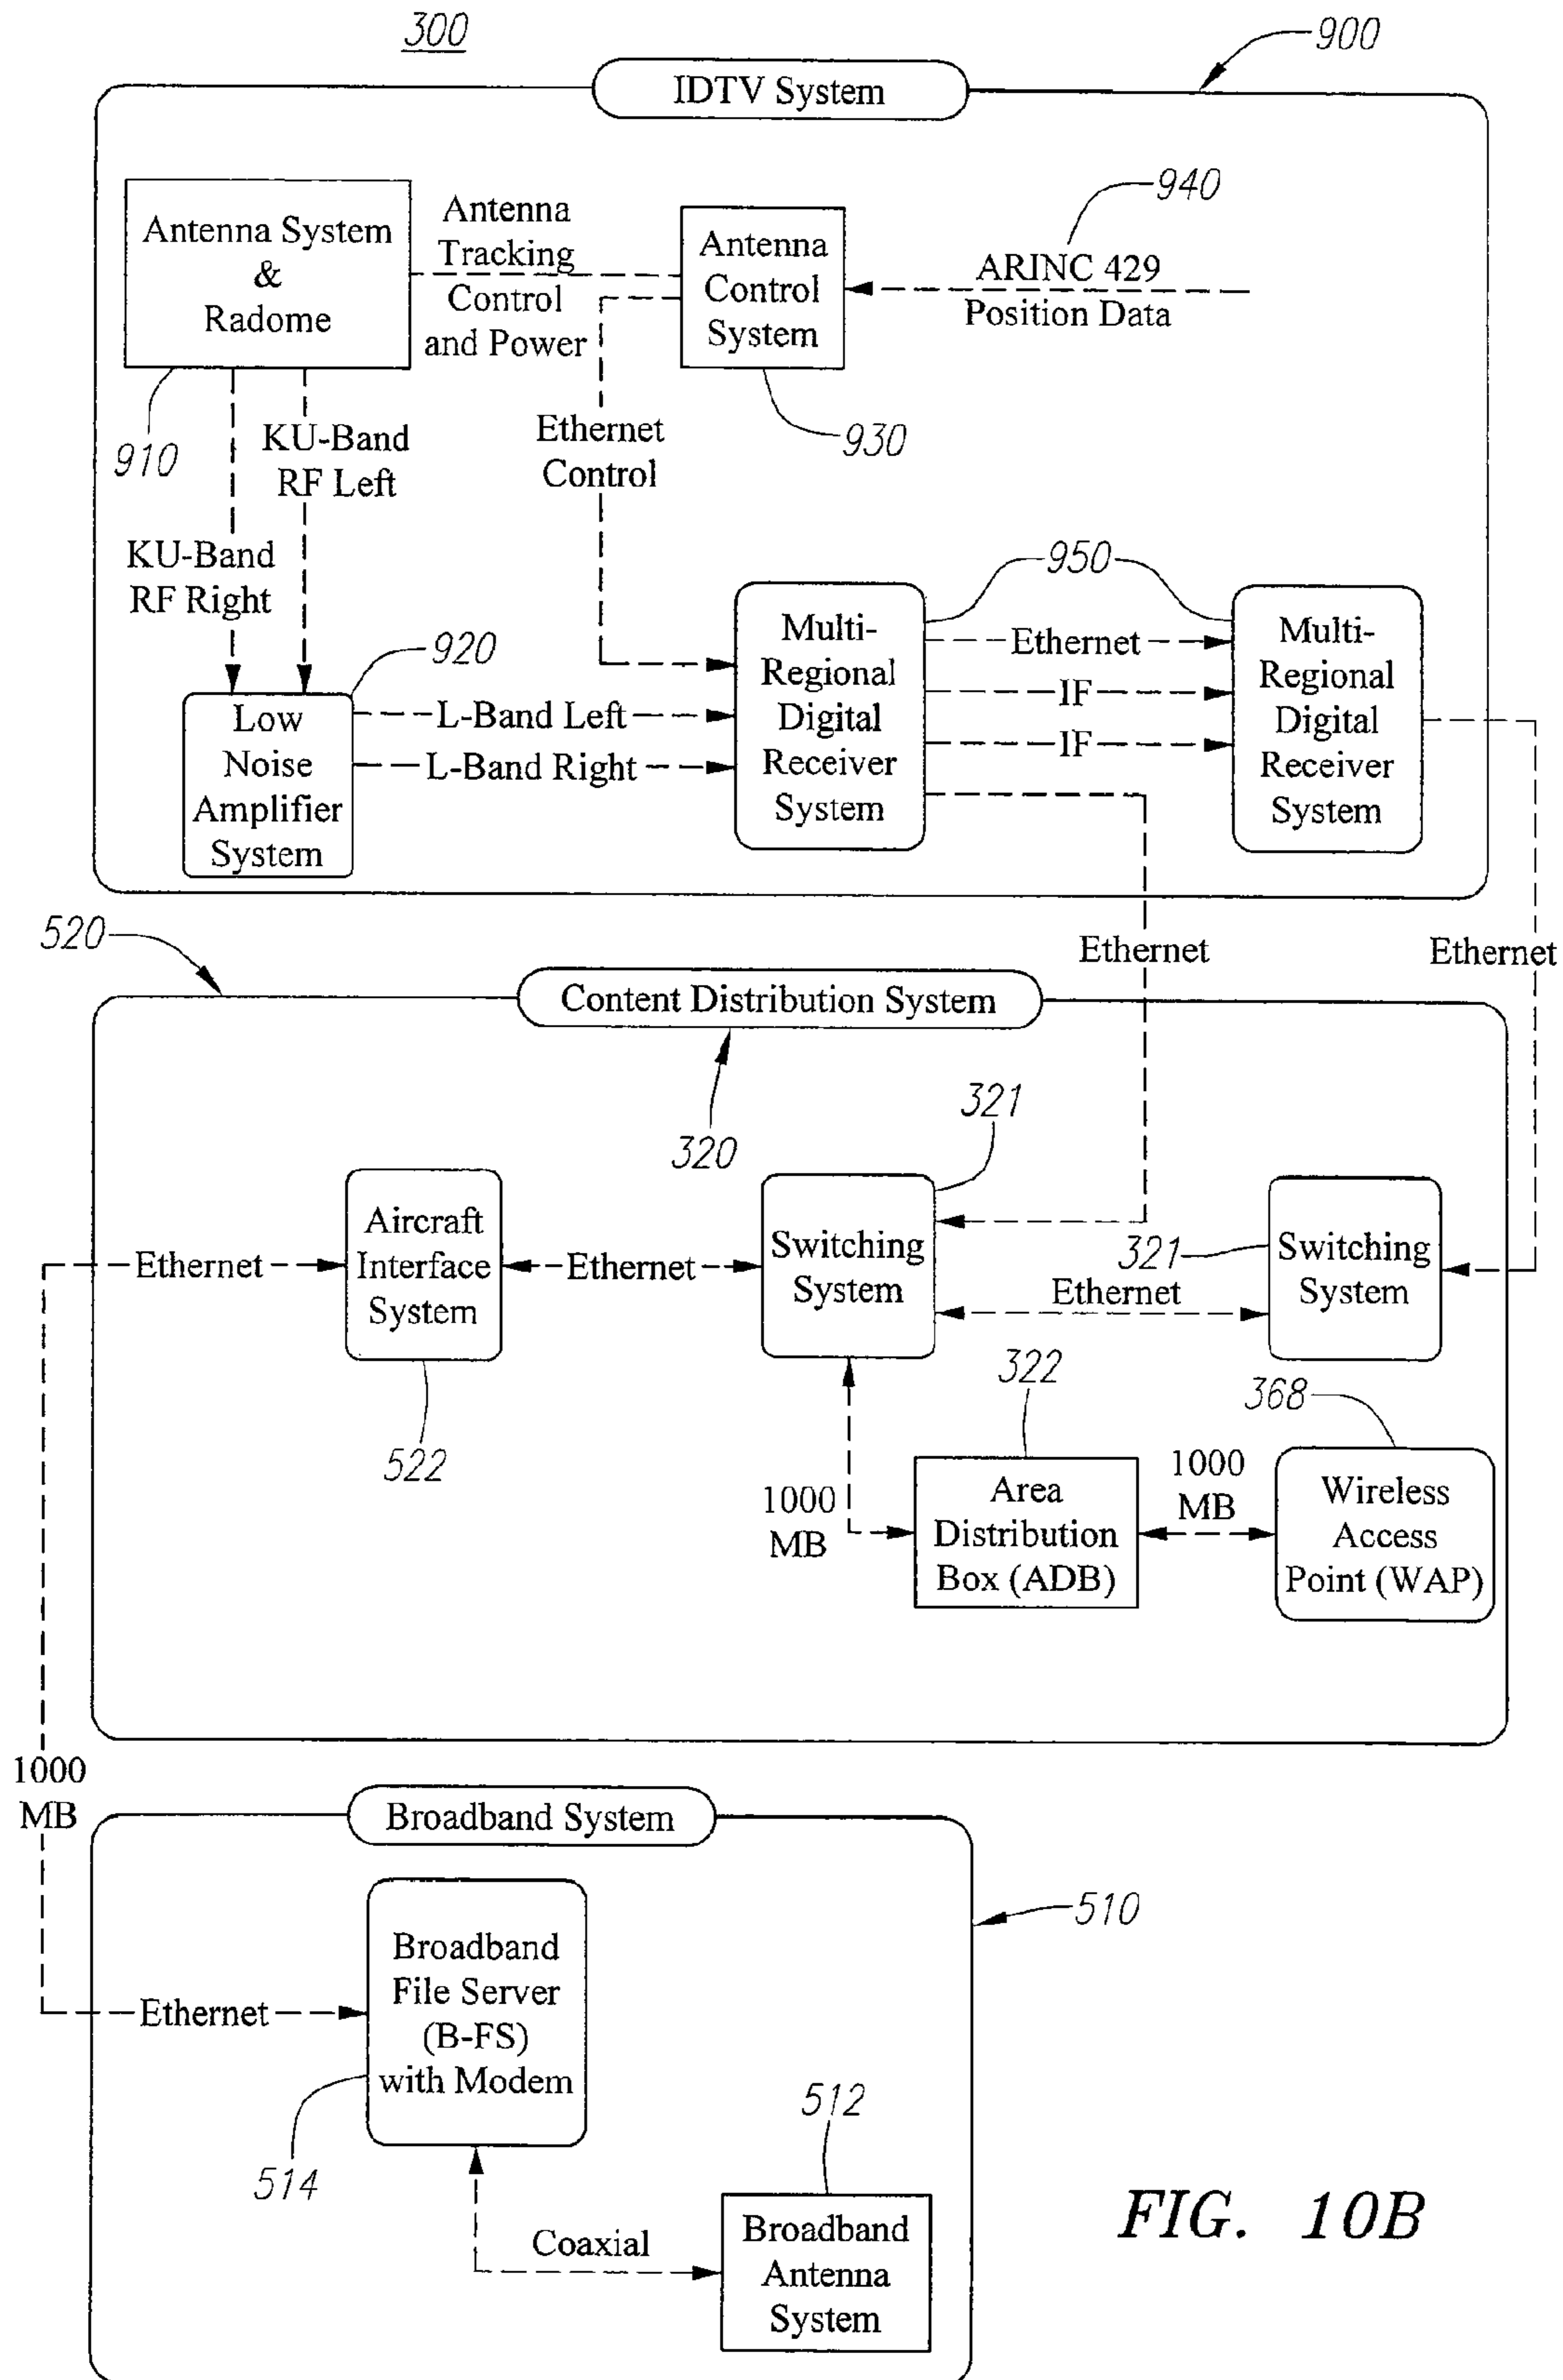 300
900
IDTV System
Antenna System
&
Radome
910
Antenna
Tracking
Control
and Power
Antenna
Control
System
930
940
ARINC 429
Position Data
KU-Band
RF Left
KU-Band
RF Right
Ethernet
Control
920
Low
Noise
Amplifier
System
L-Band Left
L-Band Right
950
Multi-
Regional
Digital
Receiver
System
Ethernet
IF
IF
Multi-
Regional
Digital
Receiver
System
520
Ethernet
Ethernet
Content Distribution System
320
321
Ethernet
Aircraft
Interface
System
522
Ethernet
Switching
System
321
Ethernet
Switching
System
322
368
1000
MB
Area
Distribution
Box (ADB)
1000
MB
Wireless
Access
Point (WAP)
1000
MB
Broadband System
510
Ethernet
Broadband
File Server
(B-FS)
with Modem
514
512
Coaxial
Broadband
Antenna
System
FIG. 10B